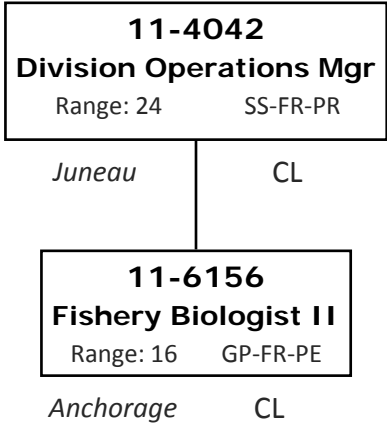 11-4042
Division Operations Mgr
Range: 24 SS-FR-PR
Juneau CL
11-6156
Fishery Biologist II
Range: 16 GP-FR-PE
Anchorage CL